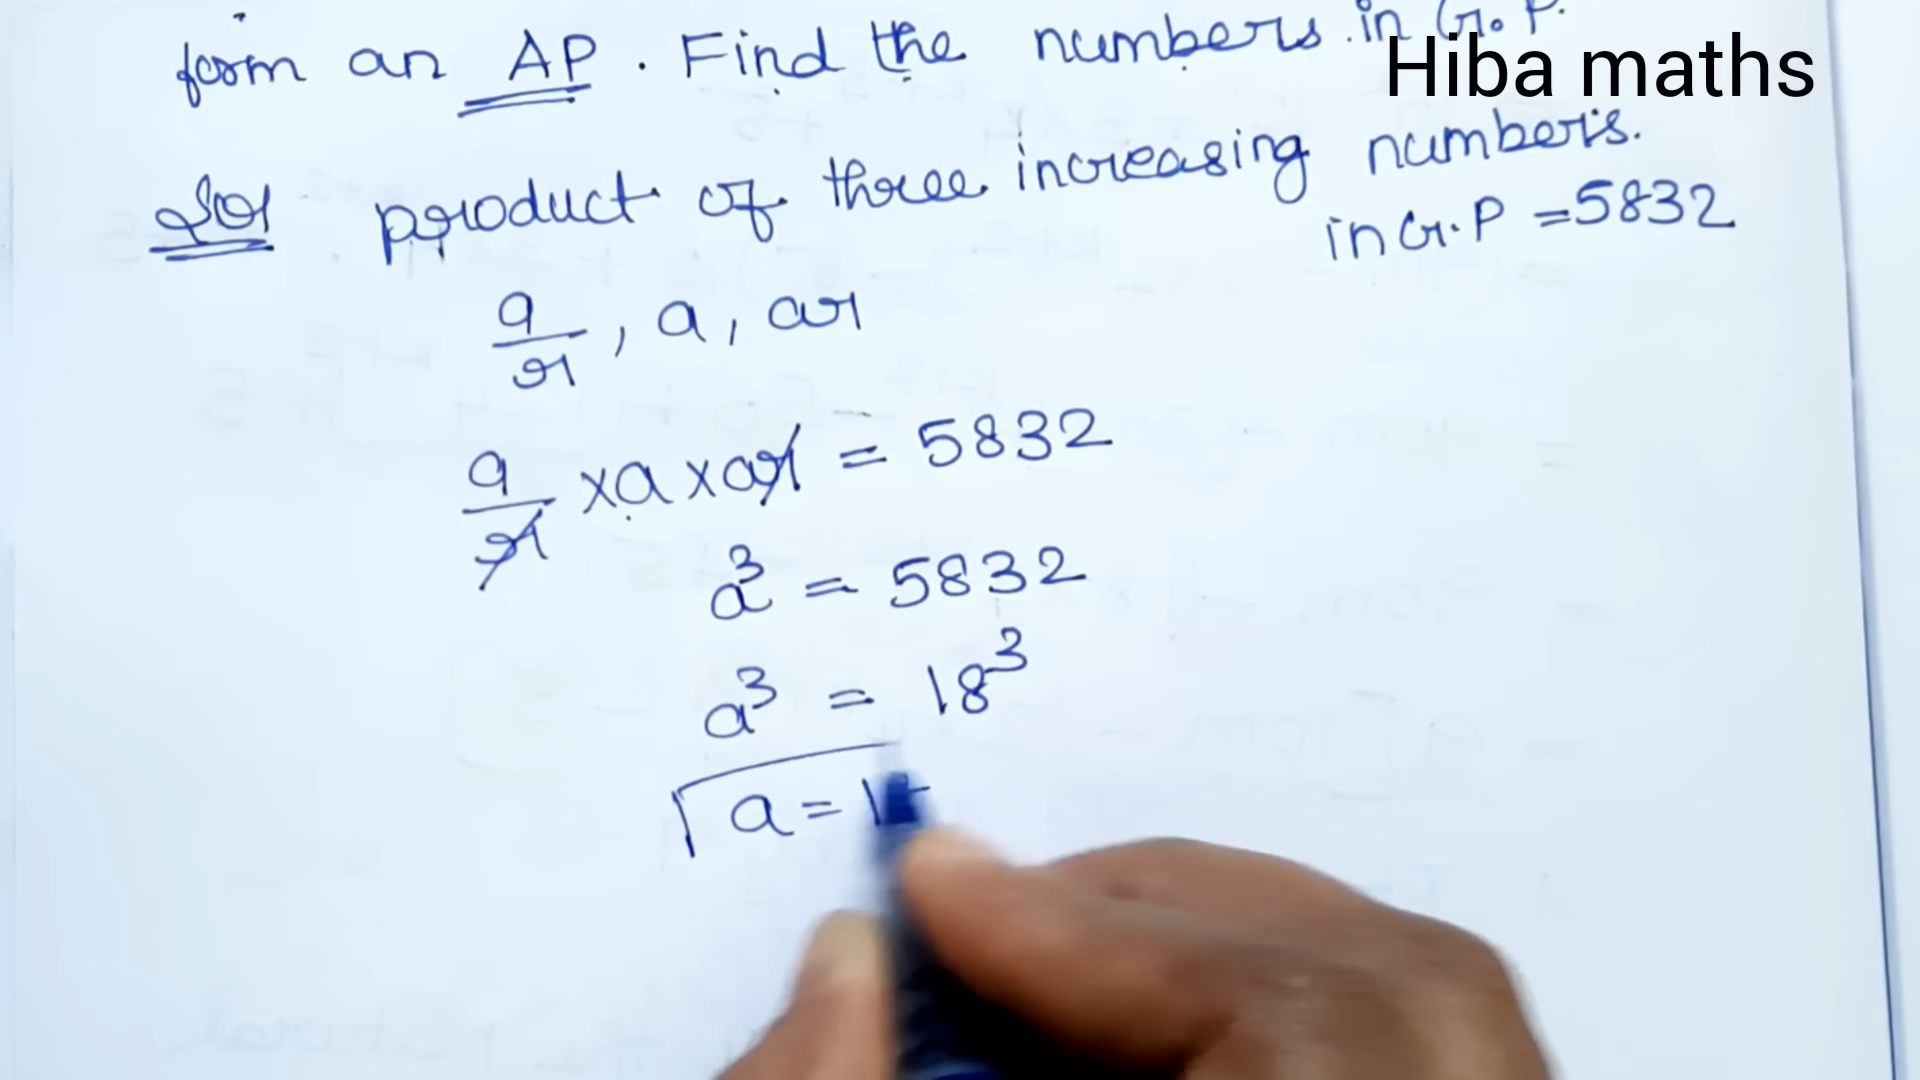 form an AP. Find the numbers in G.P.
Hiba maths
Sol product of three increasing numbers.
in G.P = 5832
a/r, a, ar
a/r × a × ar = 5832
a³ = 5832
a³ = 18³
a = 1